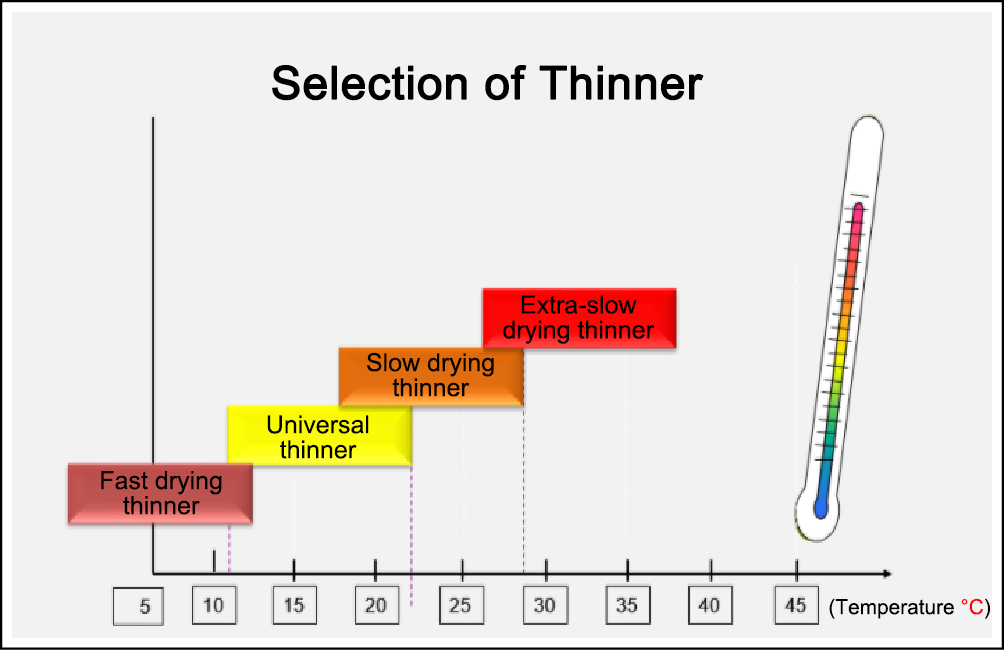 Selection of Thinner
Extra-slow
drying thinner
Slow drying
thinner
Universal
thinner
Fast drying
thinner
5 10 15 20 25 30 35 40 45 (Temperature °C)